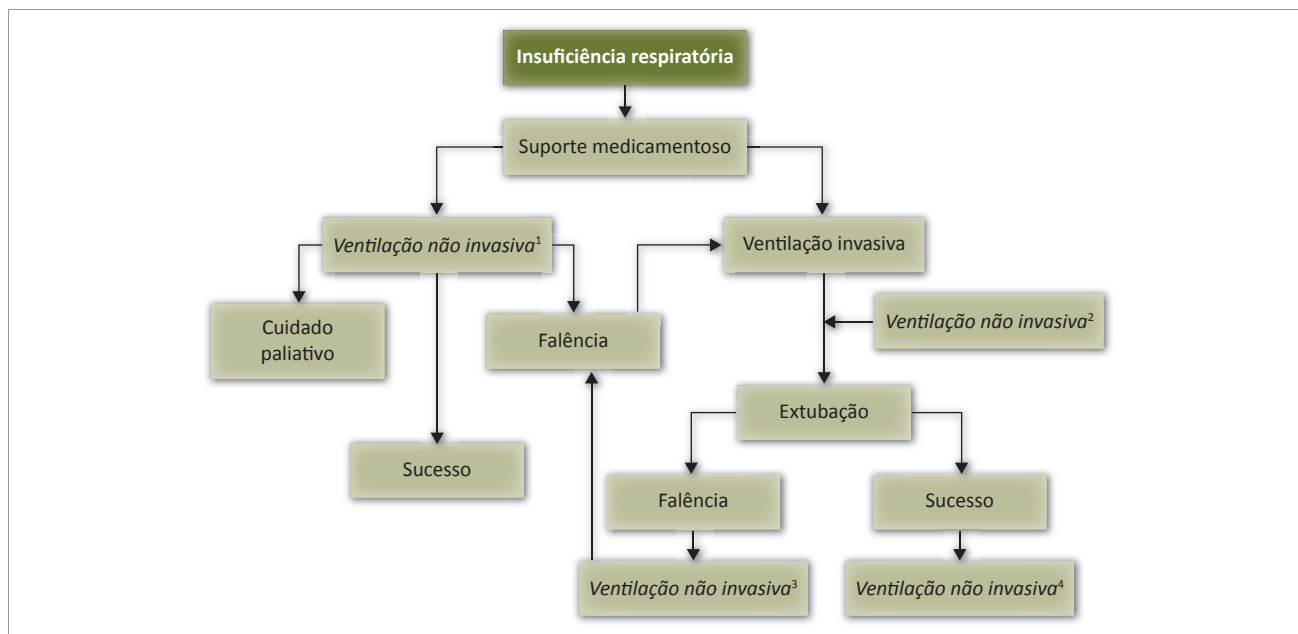 Insuficiência respiratória
Suporte medicamentoso
Ventilação não invasiva¹
Ventilação invasiva
Cuidado
paliativo
Falência
Ventilação não invasiva²
Extubação
Sucesso
Falência
Sucesso
Ventilação não invasiva³
Ventilação não invasiva⁴